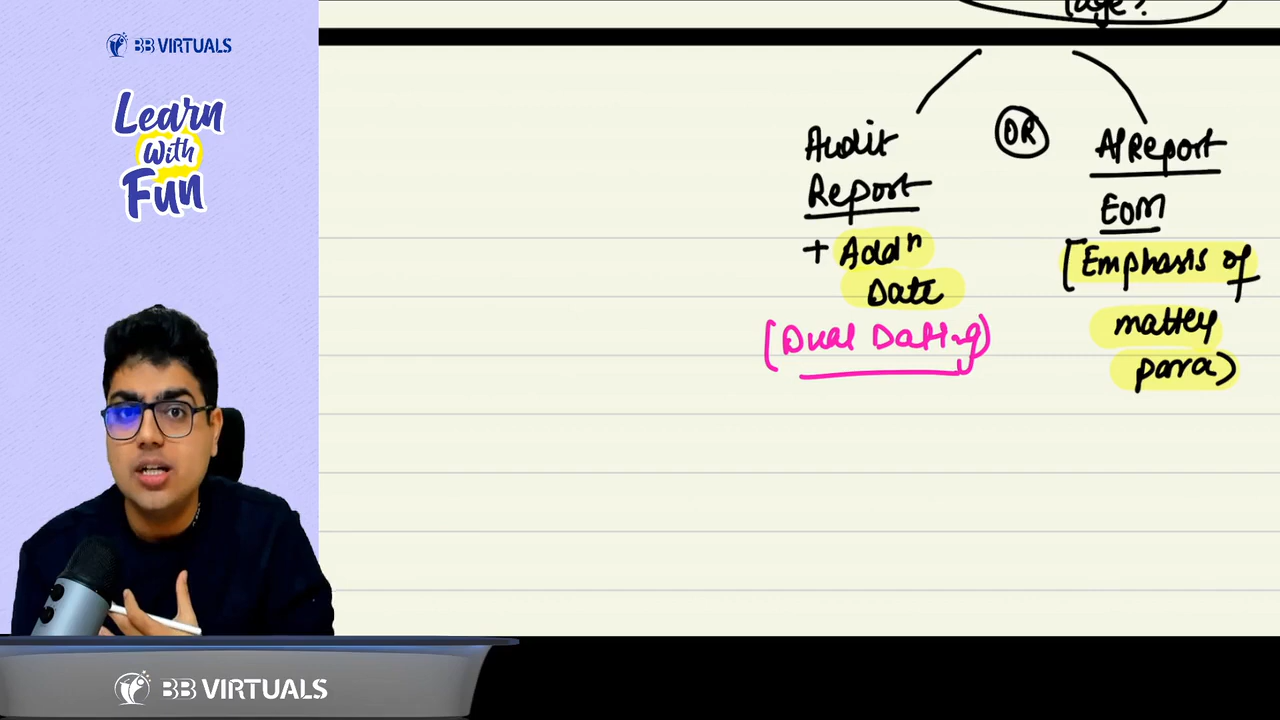 BB VIRTUALS
Learn
With
Fun
Page?
Audit
Report
+ Addⁿ
Date
(Dual Dating)
OR
EOM
[Emphasis of
matter
para)
BB VIRTUALS